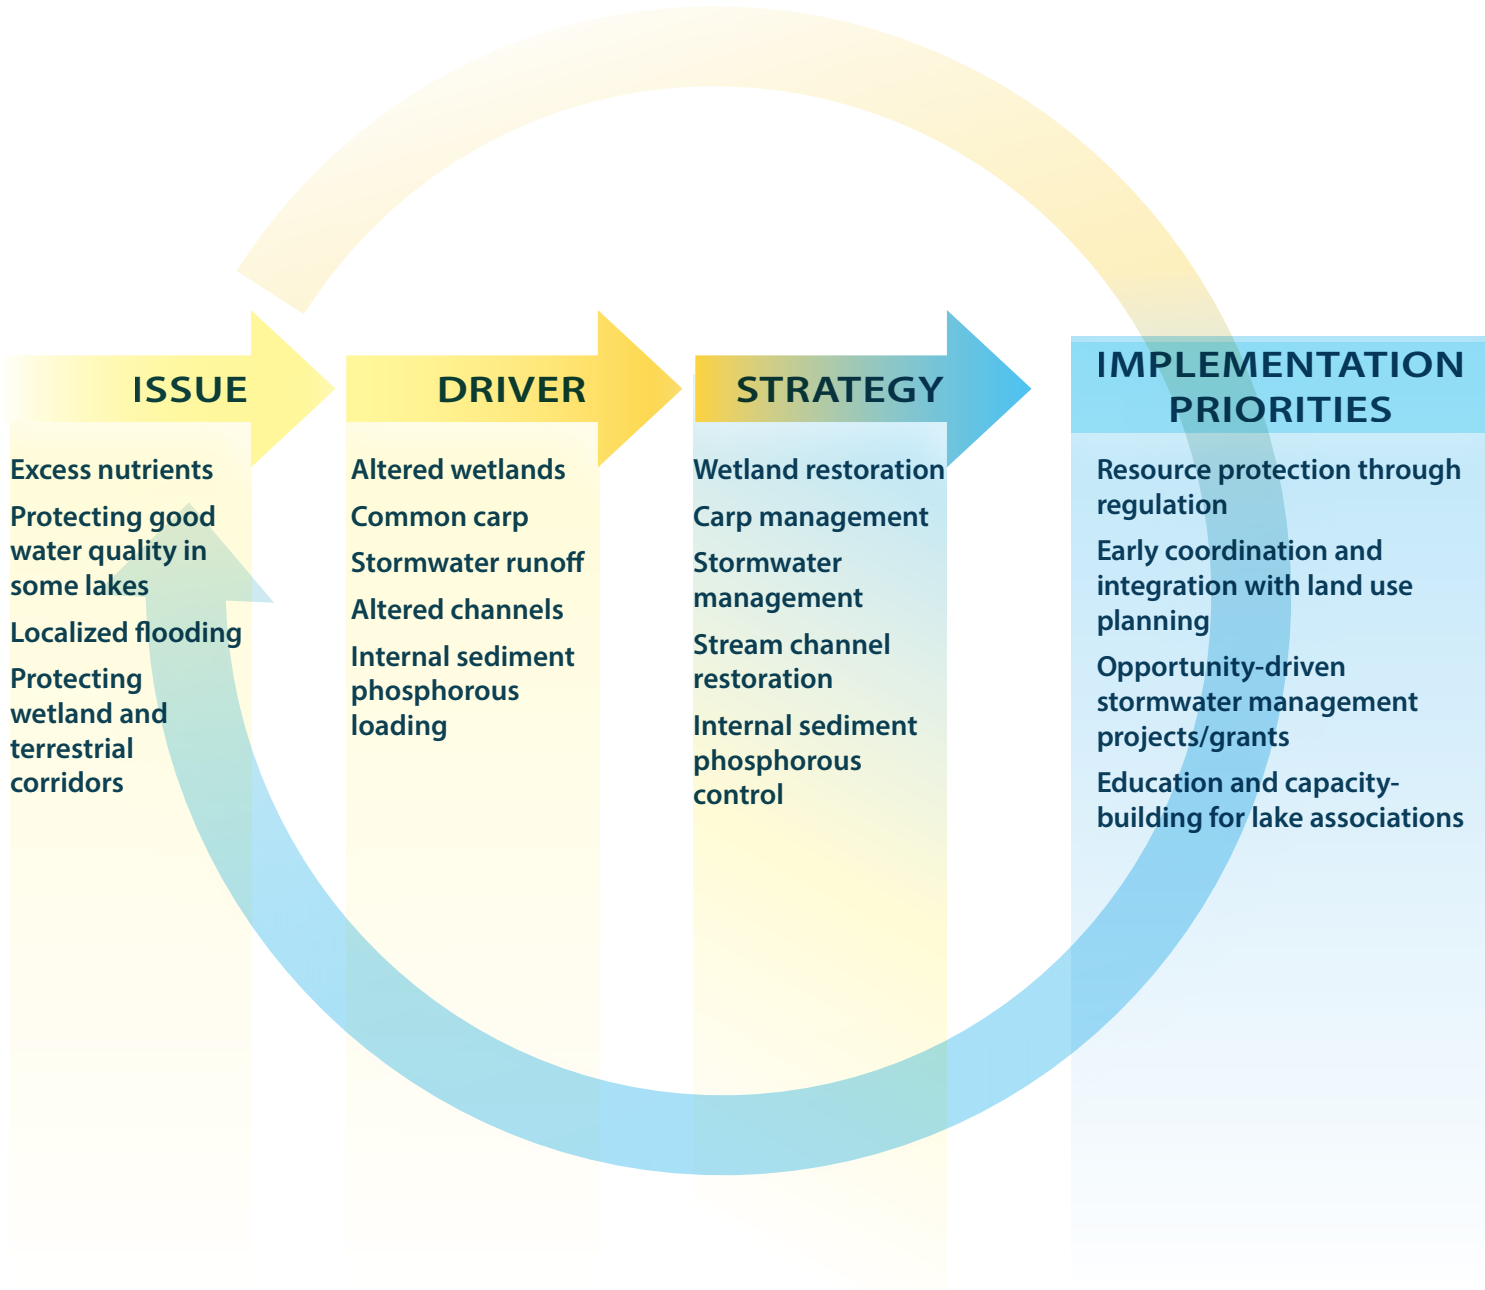 ISSUE
Excess nutrients
Protecting good
water quality in
some lakes
Localized flooding
Protecting
wetland and
terrestrial
corridors
DRIVER
Altered wetlands
Common carp
Stormwater runoff
Altered channels
Internal sediment
phosphorous
loading
STRATEGY
Wetland restoration
Carp management
Stormwater
management
Stream channel
restoration
Internal sediment
phosphorous
control
IMPLEMENTATION
PRIORITIES
Resource protection through
regulation
Early coordination and
integration with land use
planning
Opportunity-driven
stormwater management
projects/grants
Education and capacity-
building for lake associations